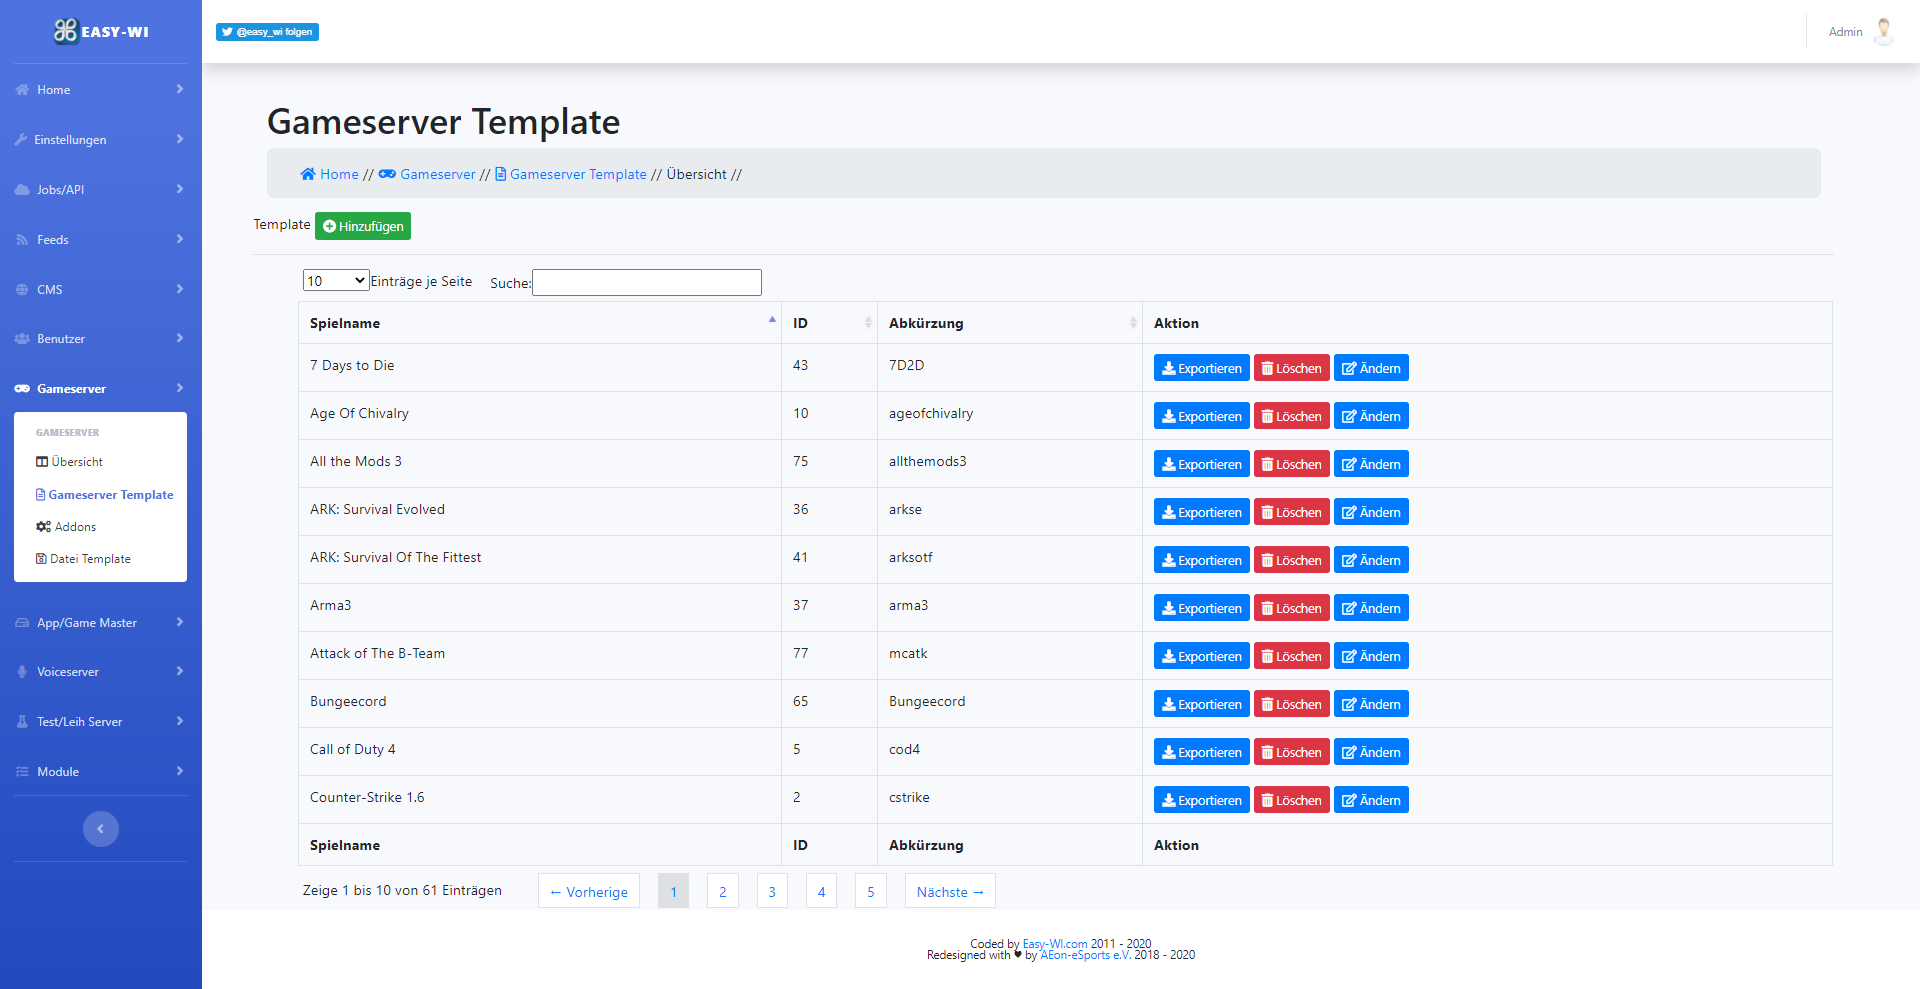 EASY-WI
@easy_wi folgen
Admin
Home
Einstellungen
Jobs/API
Feeds
CMS
Benutzer
Gameserver
GAMESERVER
Übersicht
Gameserver Template
Addons
Datei Template
App/Game Master
Voiceserver
Test/Leih Server
Module
Gameserver Template
Home // Gameserver // Gameserver Template // Übersicht //
Template Hinzufügen
10 Einträge je Seite Suche:
Spielname ID Abkürzung Aktion
7 Days to Die 43 7D2D Exportieren Löschen Ändern
Age Of Chivalry 10 ageofchivalry Exportieren Löschen Ändern
All the Mods 3 75 allthemods3 Exportieren Löschen Ändern
ARK: Survival Evolved 36 arkse Exportieren Löschen Ändern
ARK: Survival Of The Fittest 41 arksotf Exportieren Löschen Ändern
Arma3 37 arma3 Exportieren Löschen Ändern
Attack of The B-Team 77 mcatk Exportieren Löschen Ändern
Bungeecord 65 Bungeecord Exportieren Löschen Ändern
Call of Duty 4 5 cod4 Exportieren Löschen Ändern
Counter-Strike 1.6 2 cstrike Exportieren Löschen Ändern
Spielname ID Abkürzung Aktion
Zeige 1 bis 10 von 61 Einträgen ← Vorherige 1 2 3 4 5 Nächste →
Coded by Easy-WI.com 2011 - 2020
Redesigned with ♥ by AEon-eSports e.V. 2018 - 2020